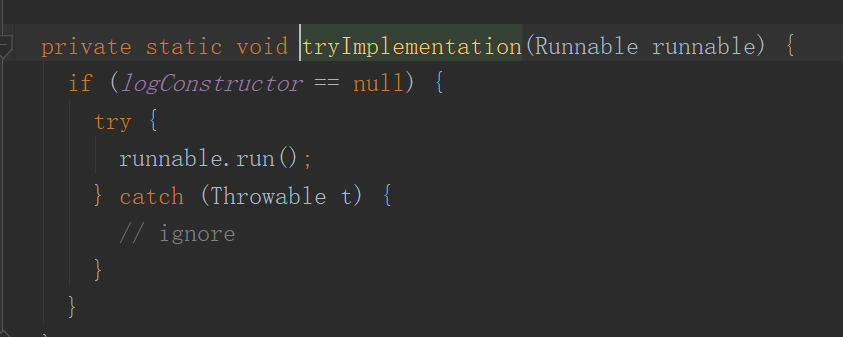 private static void tryImplementation(Runnable runnable) {
if (logConstructor == null) {
try {
runnable.run();
} catch (Throwable t) {
// ignore
}
}